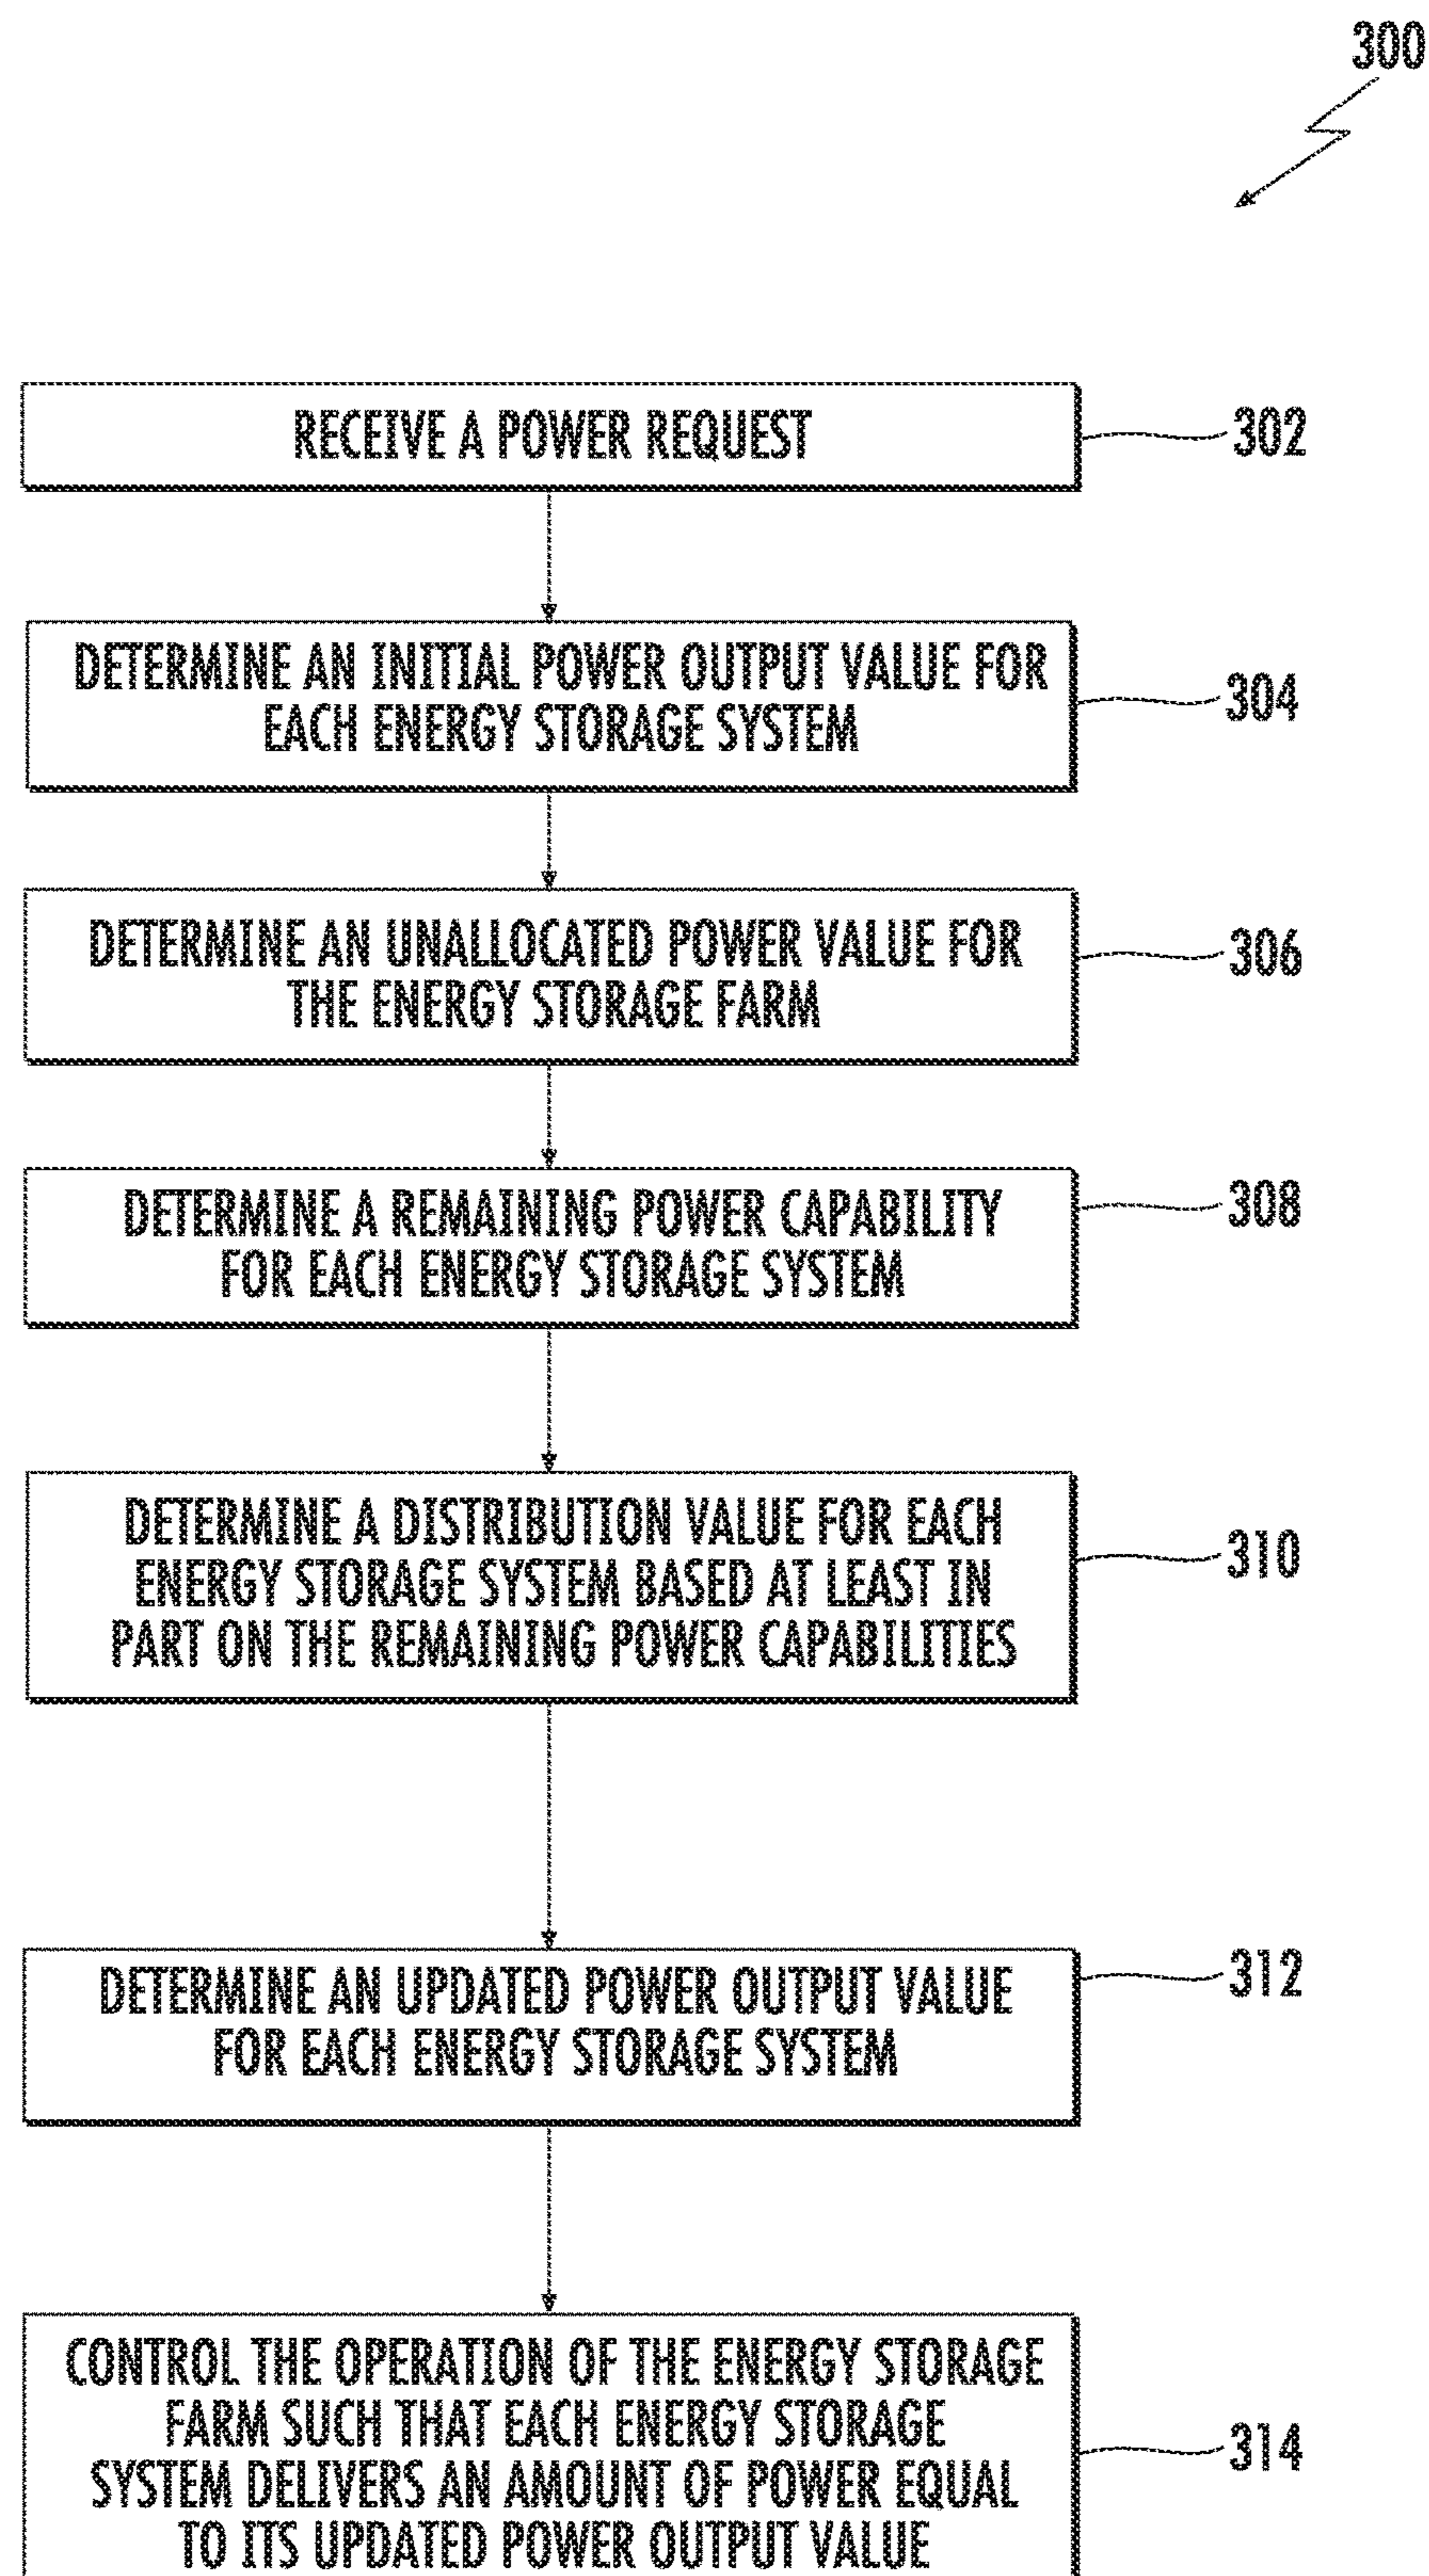 300
RECEIVE A POWER REQUEST
302
DETERMINE AN INITIAL POWER OUTPUT VALUE FOR
EACH ENERGY STORAGE SYSTEM
304
DETERMINE AN UNALLOCATED POWER VALUE FOR
THE ENERGY STORAGE FARM
306
DETERMINE A REMAINING POWER CAPABILITY
FOR EACH ENERGY STORAGE SYSTEM
308
DETERMINE A DISTRIBUTION VALUE FOR EACH
ENERGY STORAGE SYSTEM BASED AT LEAST IN
PART ON THE REMAINING POWER CAPABILITIES
310
DETERMINE AN UPDATED POWER OUTPUT VALUE
FOR EACH ENERGY STORAGE SYSTEM
312
CONTROL THE OPERATION OF THE ENERGY STORAGE
FARM SUCH THAT EACH ENERGY STORAGE
SYSTEM DELIVERS AN AMOUNT OF POWER EQUAL
TO ITS UPDATED POWER OUTPUT VALUE
314